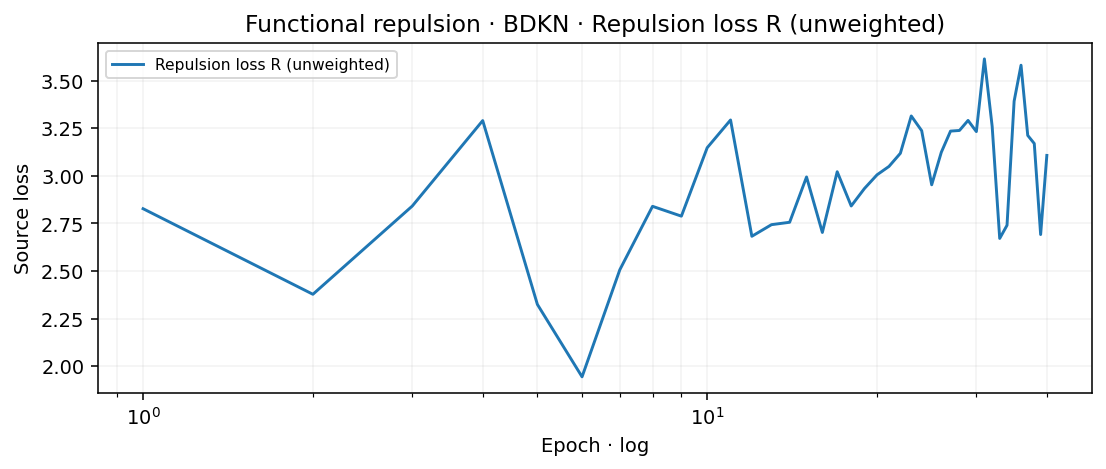 Functional repulsion · BDKN · Repulsion loss R (unweighted)
Repulsion loss R (unweighted)
3.50
3.25
3.00
2.75
2.50
2.25
2.00
Source loss
10⁰
10¹
Epoch · log